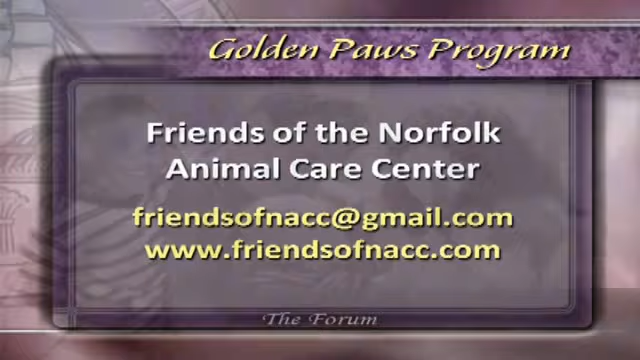 Golden Paws Program
Friends of the Norfolk
Animal Care Center
friendsofnacc@gmail.com
www.friendsofnacc.com
The Forum